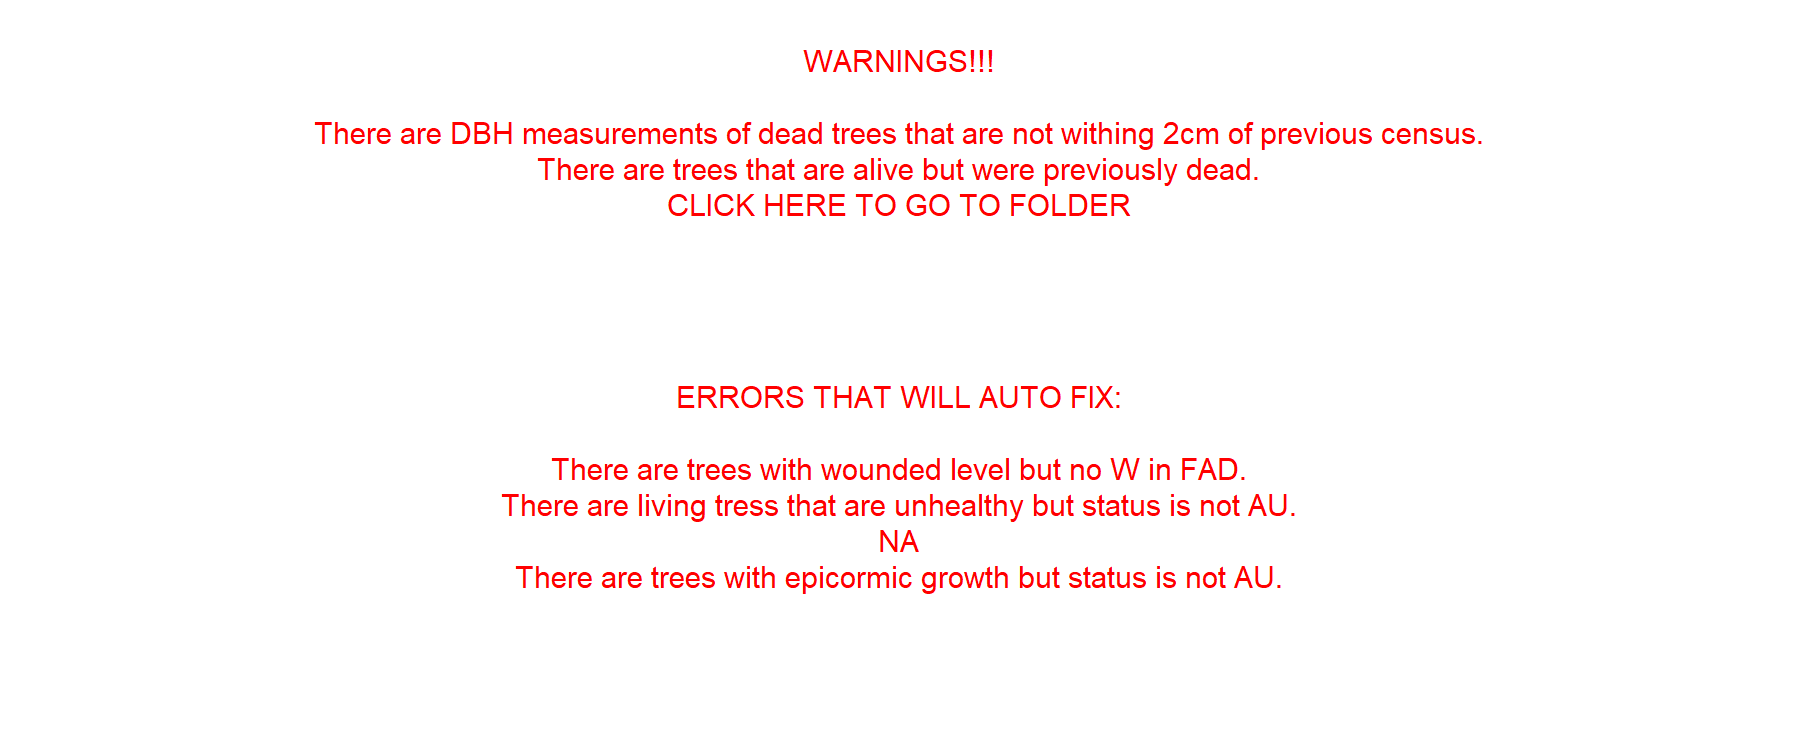 WARNINGS!!!
There are DBH measurements of dead trees that are not withing 2cm of previous census.
There are trees that are alive but were previously dead.
CLICK HERE TO GO TO FOLDER
ERRORS THAT WILL AUTO FIX:
There are trees with wounded level but no W in FAD.
There are living tress that are unhealthy but status is not AU.
NA
There are trees with epicormic growth but status is not AU.